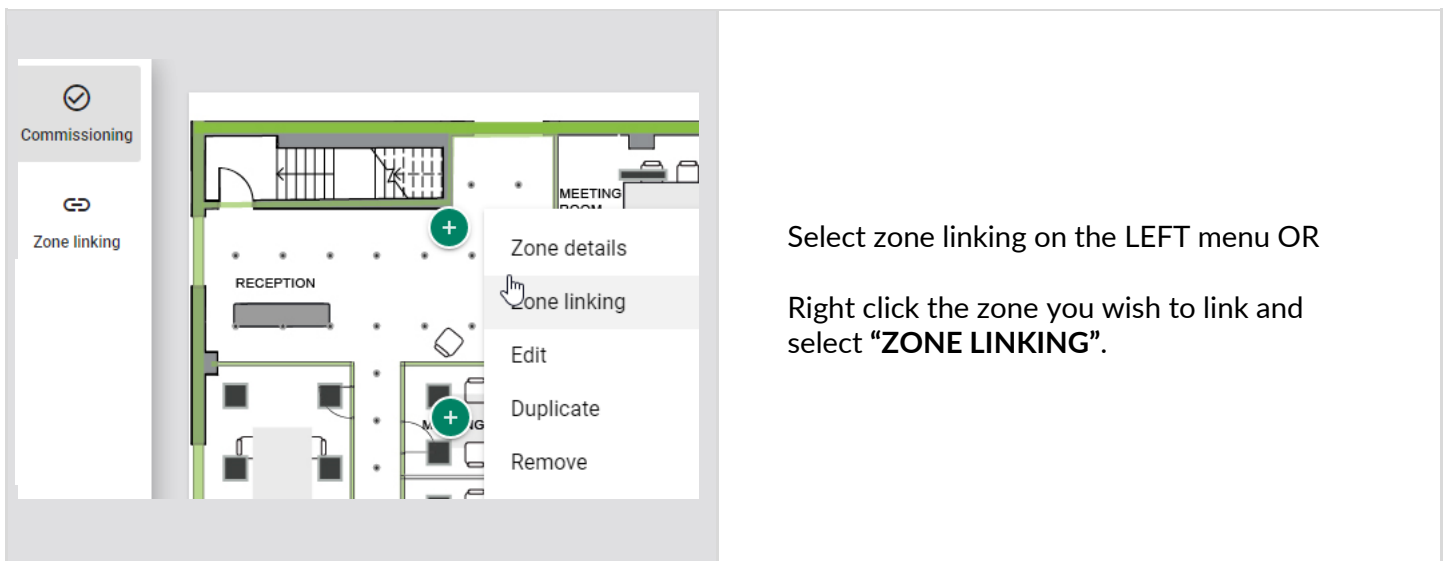 Commissioning
Zone linking
MEETING
ROOM
RECEPTION
Zone details
Zone linking
Edit
Duplicate
Remove
Select zone linking on the LEFT menu OR
Right click the zone you wish to link and
select “ZONE LINKING”.